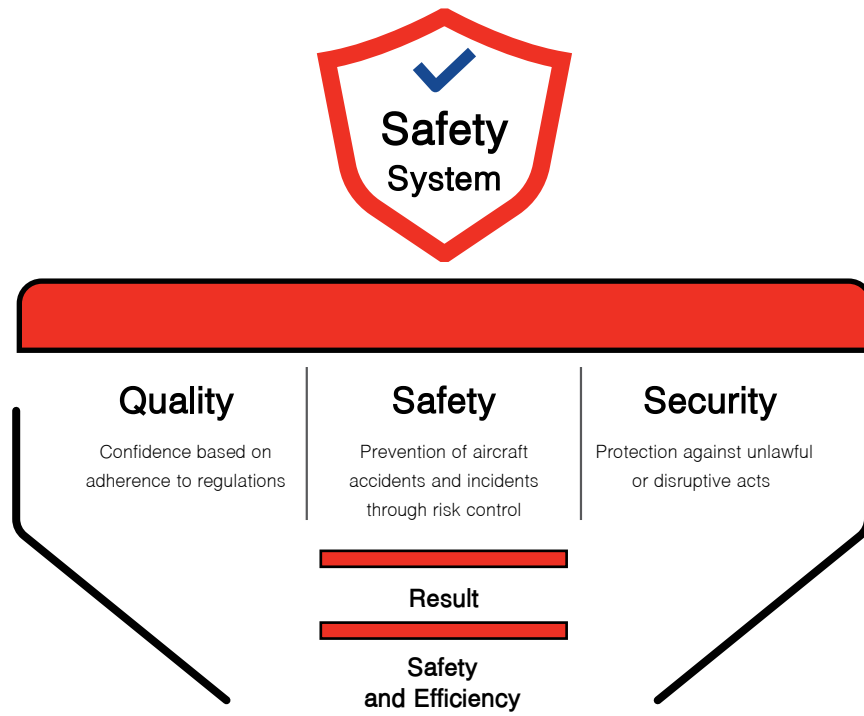 Safety
System
Quality
Confidence based on
adherence to regulations
Safety
Prevention of aircraft
accidents and incidents
through risk control
Security
Protection against unlawful
or disruptive acts
Result
Safety
and Efficiency